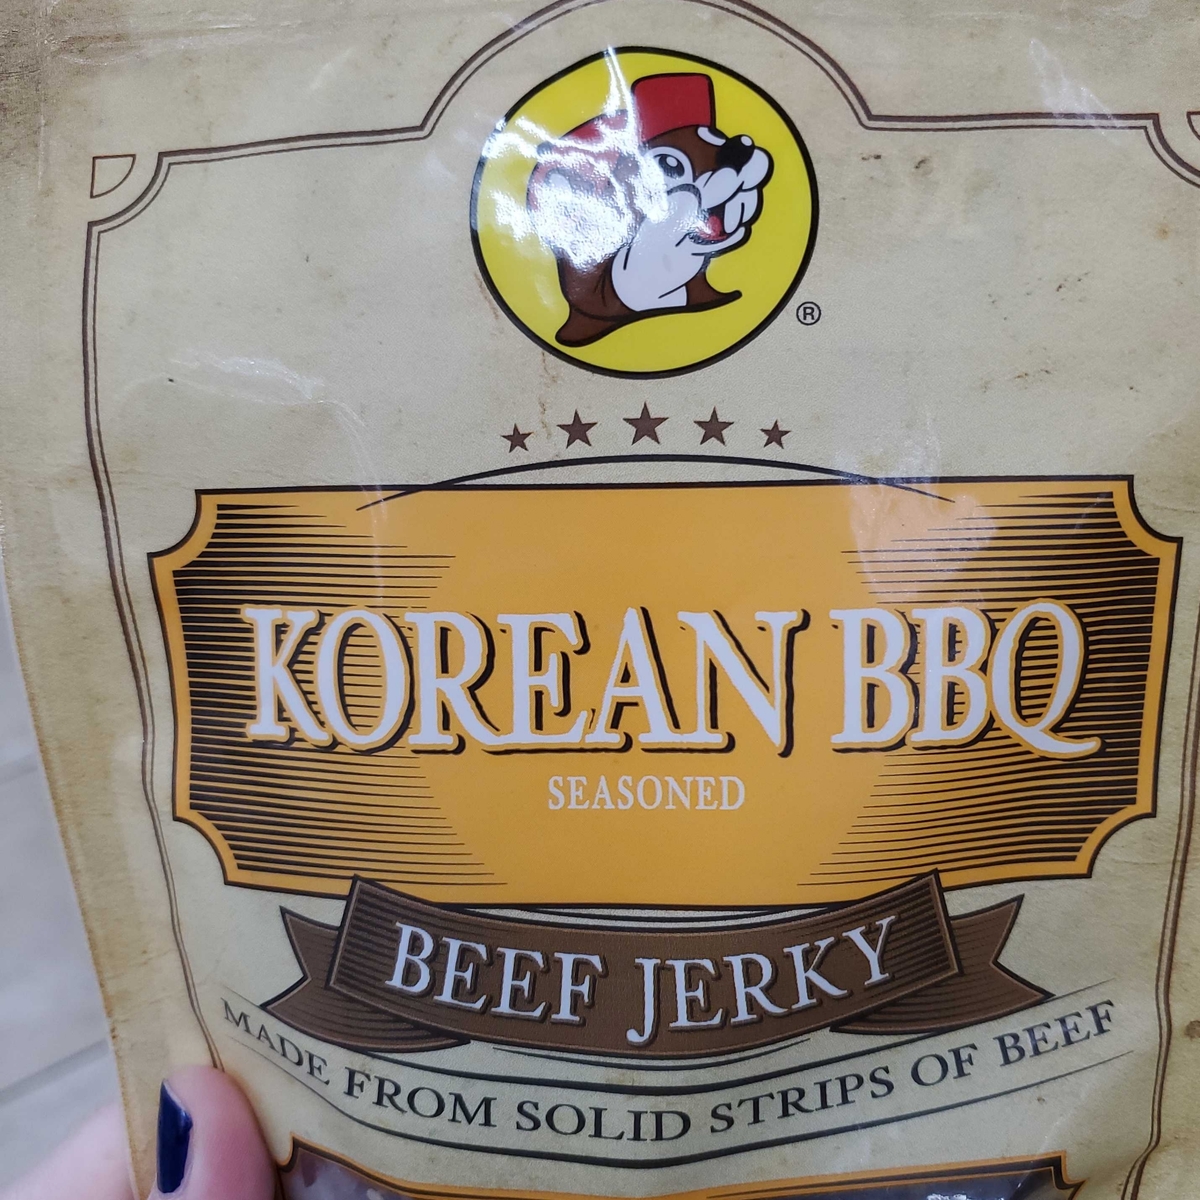 ®
KOREAN BBQ
SEASONED
BEEF JERKY
MADE FROM SOLID STRIPS OF BEEF